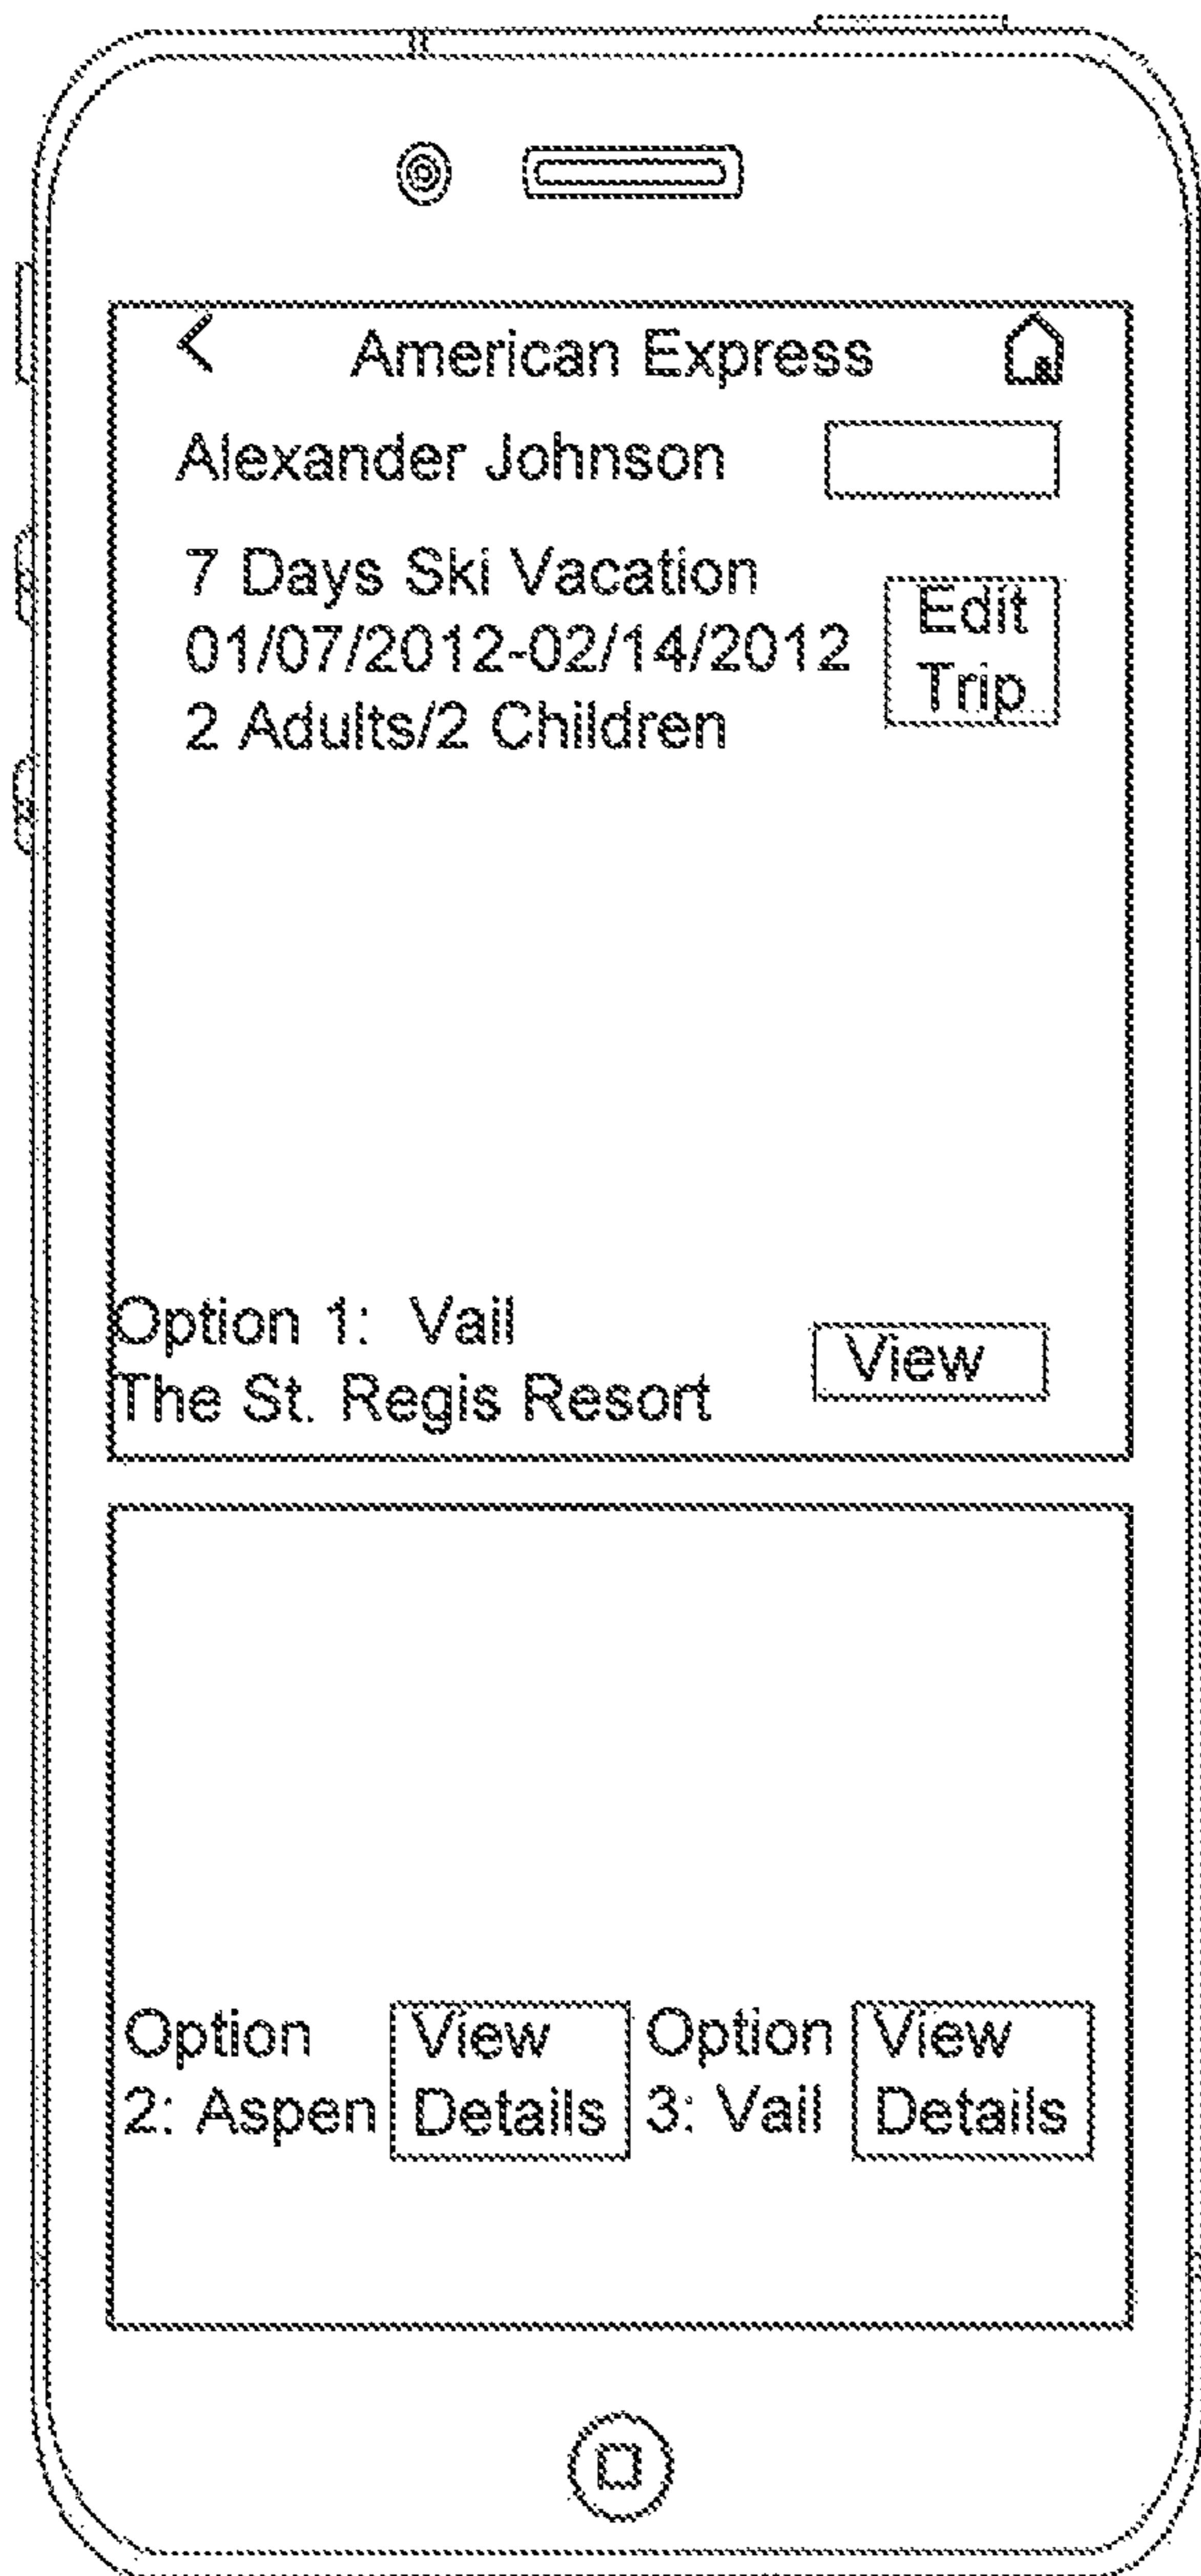 American Express
Alexander Johnson
7 Days Ski Vacation
01/07/2012-02/14/2012
2 Adults/2 Children
Edit
Trip
Option 1: Vail
The St. Regis Resort
View
Option
2: Aspen
View
Details
Option
3: Vail
View
Details